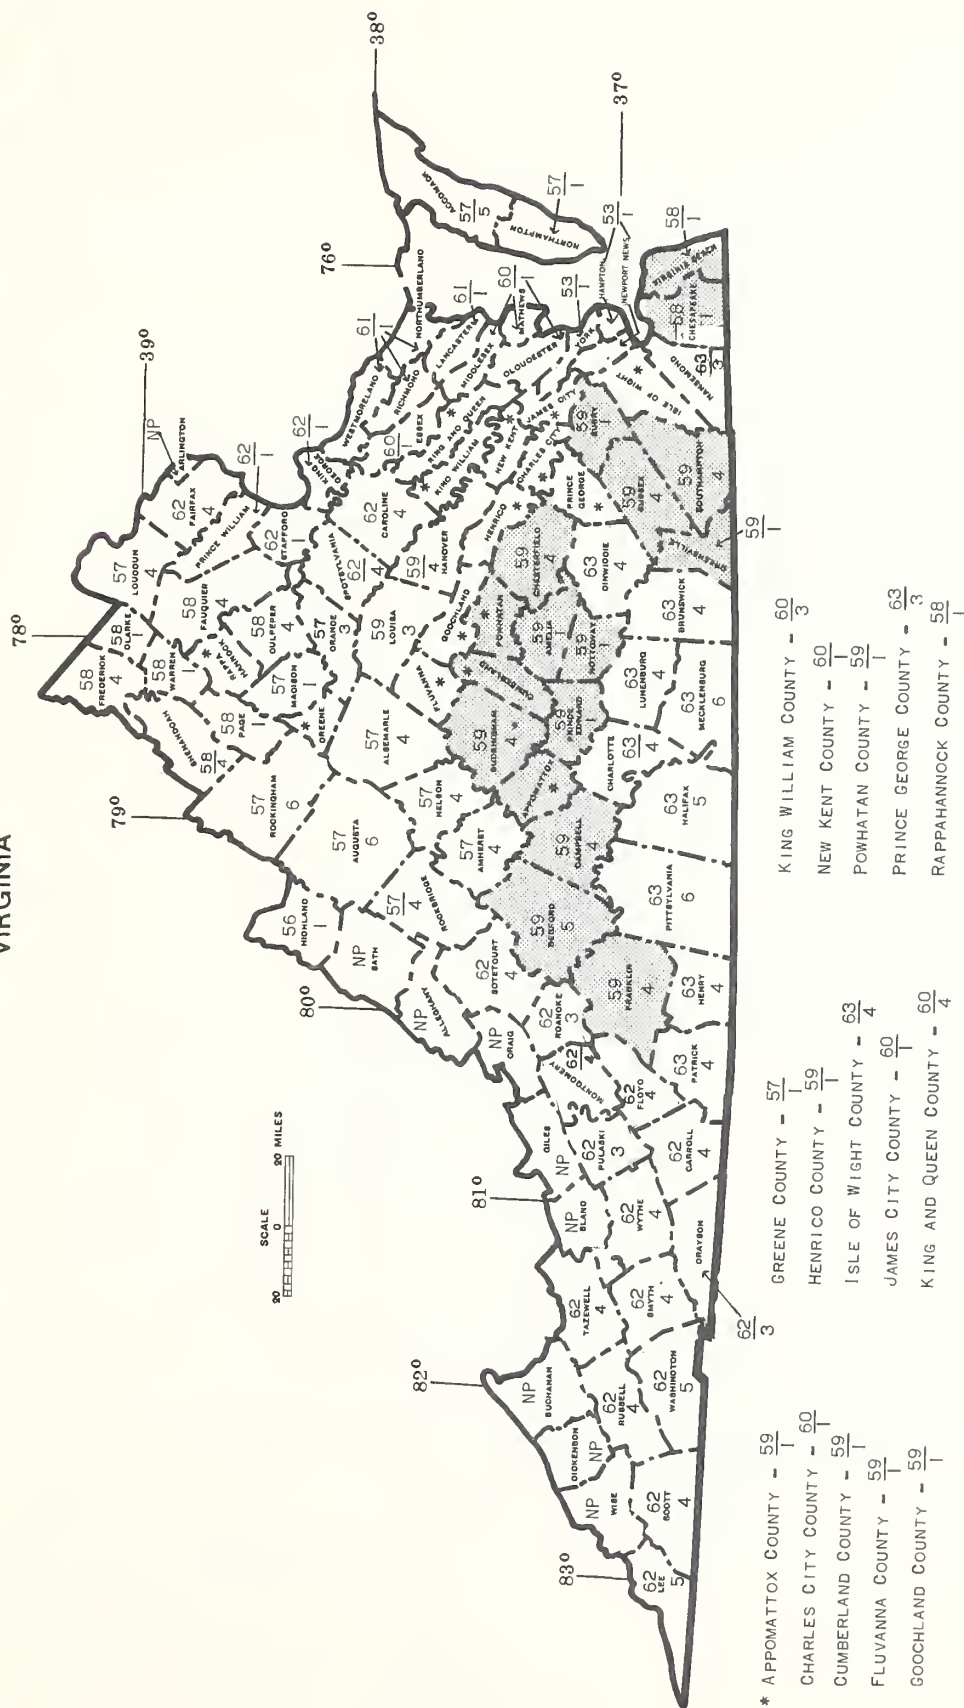 VIRGINIA
SCALE
20 0 20 MILES
83º
82º
81º
80º
79º
78º
39º
76º
38º
37º
62
LEE
5
NP
WISE
62
SCOTT
4
DICKENSON
NP
NP
BUCHANAN
62
RUSSELL
4
62
WASHINGTON
5
62
TAZEWELL
4
62
SMYTH
4
62
3
GRAYSON
NP
BLAND
62
WYTHE
4
GILES
NP
62
PULASKI
3
62
CARROLL
4
MONTGOMERY
62
4
62
FLOYD
4
63
PATRICK
4
NP
CRAIG
62
ROANOKE
3
59
FRANKLIN
4
63
HENRY
4
NP
ALLEGHANY
62
BOTETOURT
4
NP
BATH
56
HIGHLAND
1
57
4
ROCKBRIDGE
59
BEDFORD
5
63
PITTSYLVANIA
6
57
AUGUSTA
6
57
ROCKINGHAM
6
57
AMHERST
4
57
NELSON
4
59
CAMPBELL
4
APPOMATTOX
*
63
HALIFAX
5
CHARLOTTE
63
4
57
ALBEMARLE
4
59
BUCKINGHAM
4
59
PRINCE EDWARD
1
CUMBERLAND
*
FLUVANNA
*
GOOCHLAND
*
POWHATAN
*
59
AMELIA
1
59
NOTTOWAY
1
63
LUNENBURG
4
63
MECKLENBURG
6
63
BRUNSWICK
4
63
DINWIDDIE
4
59
CHESTERFIELD
4
SHENANDOAH
58
4
58
PAGE
1
58
FREDERICK
4
58
CLARKE
1
58
WARREN
1
RAPPAHANNOCK
*
57
MADISON
1
GREENE
*
57
ORANGE
3
58
CULPEPER
4
58
FAUQUIER
4
57
LOUDOUN
4
62
FAIRFAX
4
NP
ARLINGTON
PRINCE WILLIAM
62
1
62
STAFFORD
1
SPOTSYLVANIA
62
4
59
LOUISA
3
59
4
HANOVER
62
CAROLINE
4
KING GEORGE
62
1
WESTMORELAND
61
1
RICHMOND
NORTHUMBERLAND
LANCASTER
61
1
60
1
ESSEX
KING AND QUEEN
*
KING WILLIAM
*
MIDDLESEX
60
1
MATHEWS
GLOUCESTER
NEW KENT
*
HENRICO
*
CHARLES CITY
*
JAMES CITY
*
YORK
53
1
HAMPTON
NEWPORT NEWS
53
1
PRINCE GEORGE
*
59
SURRY
1
59
SUSSEX
4
59
SOUTHAMPTON
4
GREENSVILLE
59
1
ISLE OF WIGHT
*
NANSEMOND
63
3
58
CHESAPEAKE
1
VIRGINIA BEACH
58
1
ACCOMACK
57
5
NORTHAMPTON
57
1
* APPOMATTOX COUNTY - 59/1
CHARLES CITY COUNTY - 60/1
CUMBERLAND COUNTY - 59/1
FLUVANNA COUNTY - 59/1
GOOCHLAND COUNTY - 59/1
GREENE COUNTY - 57/1
HENRICO COUNTY - 59/1
ISLE OF WIGHT COUNTY - 63/4
JAMES CITY COUNTY - 60/1
KING AND QUEEN COUNTY - 60/4
KING WILLIAM COUNTY - 60/3
NEW KENT COUNTY - 60/1
POWHATAN COUNTY - 59/1
PRINCE GEORGE COUNTY - 63/3
RAPPAHANNOCK COUNTY - 58/1